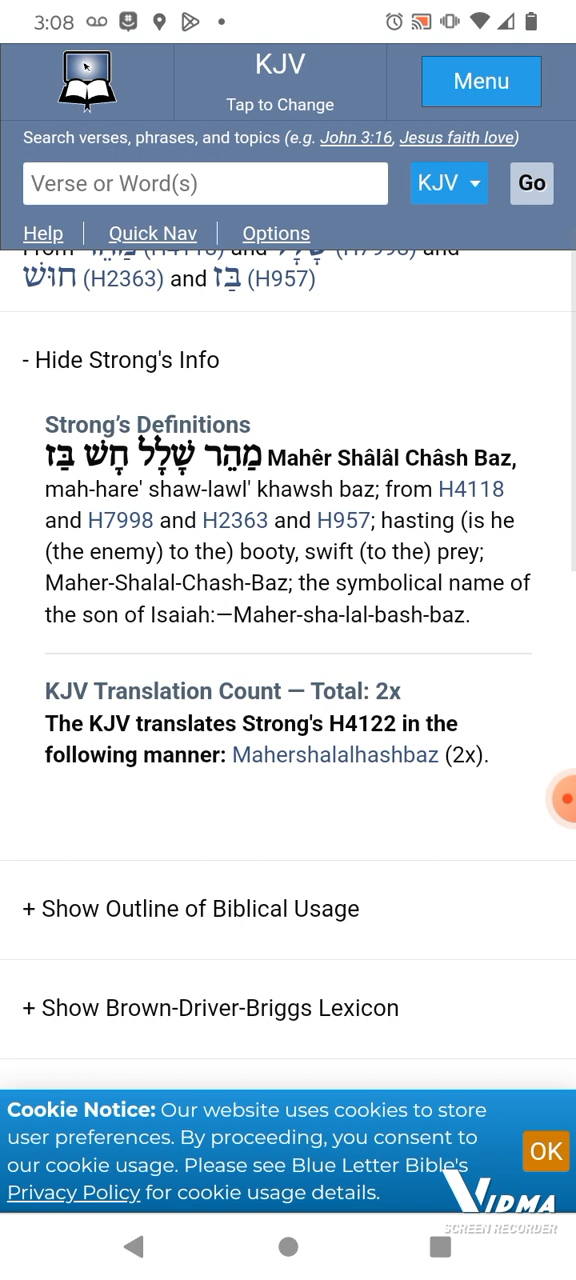 3:08
KJV
Tap to Change
Menu
Search verses, phrases, and topics (e.g. John 3:16, Jesus faith love)
Verse or Word(s)
KJV
Go
Help
Quick Nav
Options
From מַהֵר (H4118) and שָׁלָל (H7998) and
חוּשׁ (H2363) and בַּז (H957)
- Hide Strong's Info
Strong’s Definitions
מַהֵר שָׁלָל חָשׁ בַּז Mahêr Shâlâl Châsh Baz,
mah-hare' shaw-lawl' khawsh baz; from H4118
and H7998 and H2363 and H957; hasting (is he
(the enemy) to the) booty, swift (to the) prey;
Maher-Shalal-Chash-Baz; the symbolical name of
the son of Isaiah:—Maher-sha-lal-bash-baz.
KJV Translation Count — Total: 2x
The KJV translates Strong's H4122 in the
following manner: Mahershalalhashbaz (2x).
+ Show Outline of Biblical Usage
+ Show Brown-Driver-Briggs Lexicon
Cookie Notice: Our website uses cookies to store
user preferences. By proceeding, you consent to
our cookie usage. Please see Blue Letter Bible's
Privacy Policy for cookie usage details.
OK
VIDMA
SCREEN RECORDER